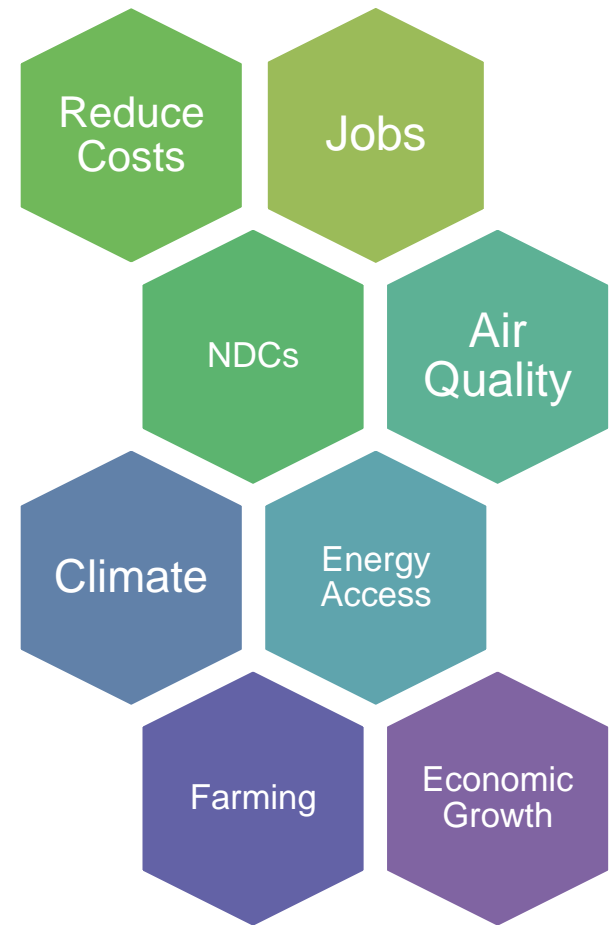 Reduce
Costs
Jobs
NDCs
Air
Quality
Climate
Energy
Access
Farming
Economic
Growth